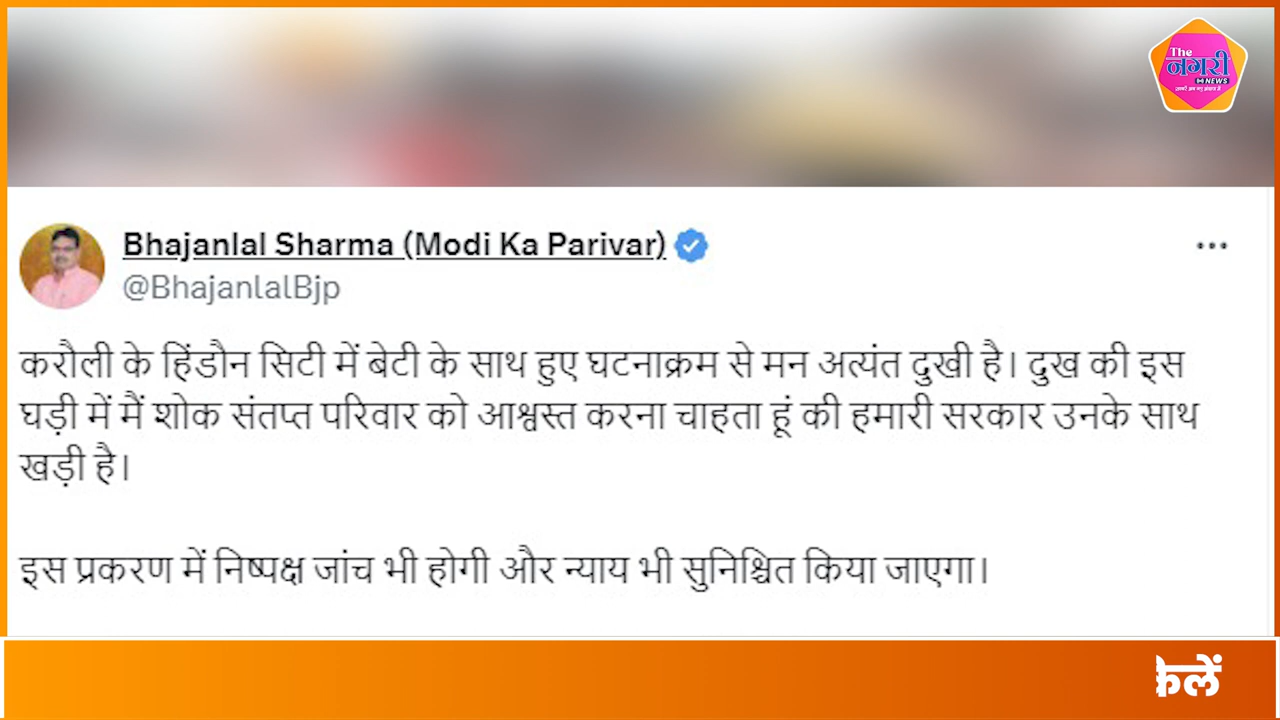 The
नगरी
NEWS
Bhajanlal Sharma (Modi Ka Parivar)
@BhajanlalBjp
करौली के हिंडौन सिटी में बेटी के साथ हुए घटनाक्रम से मन अत्यंत दुखी है। दुख की इस
घड़ी में मैं शोक संतप्त परिवार को आश्वस्त करना चाहता हूं की हमारी सरकार उनके साथ
खड़ी है।
इस प्रकरण में निष्पक्ष जांच भी होगी और न्याय भी सुनिश्चित किया जाएगा।